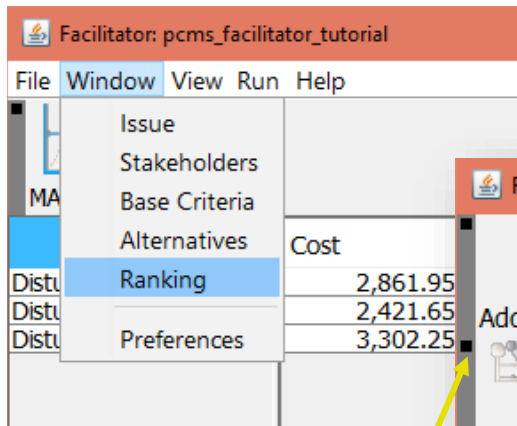 Facilitator: pcms_facilitator_tutorial
File Window View Run Help
Issue
Stakeholders
MA
Base Criteria
Alternatives
Cost
Ranking
Distu
2,861.95
Distu
2,421.65
Distu
3,302.25
Preferences
F
Add